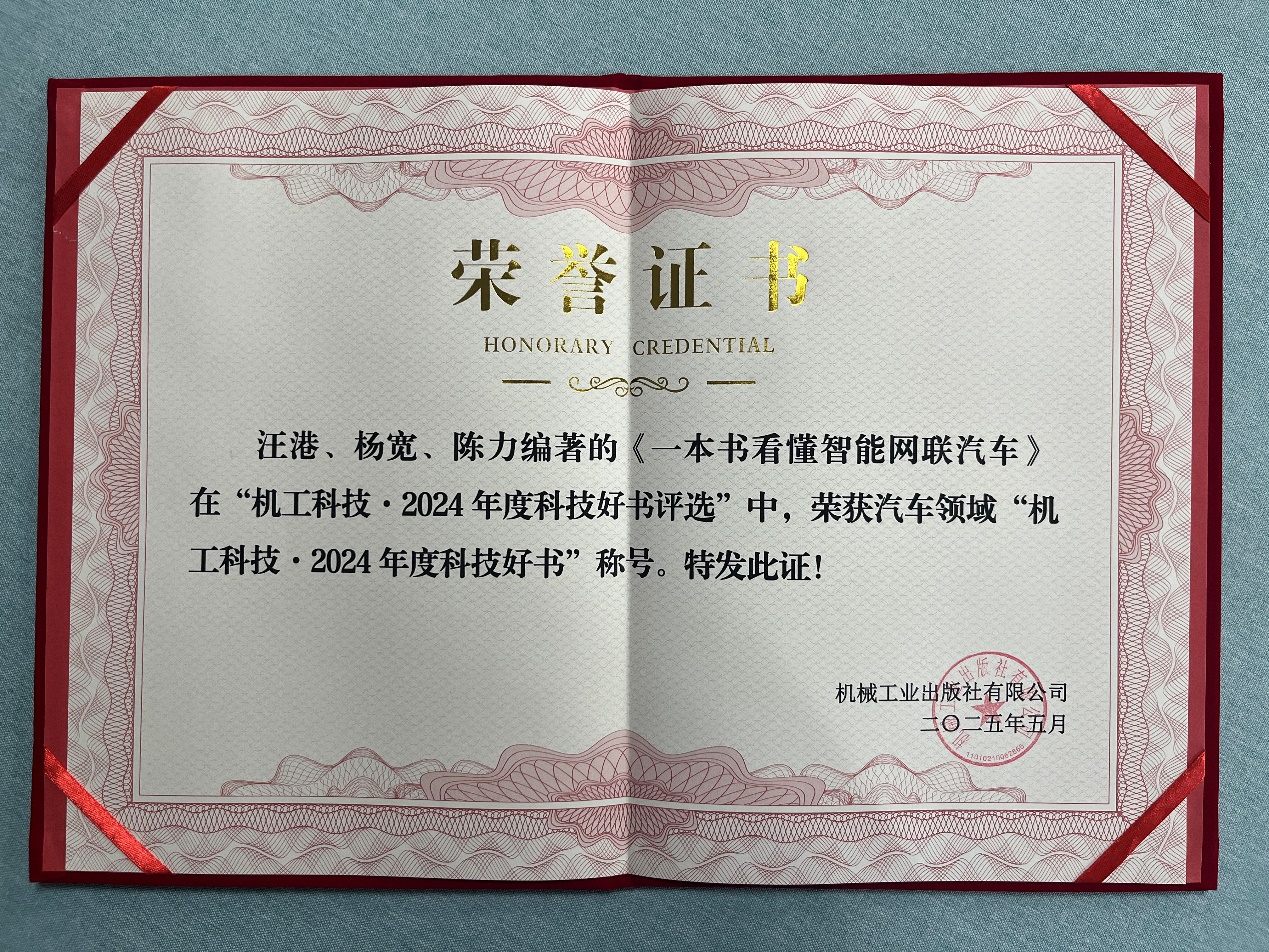 荣誉证书
HONORARY CREDENTIAL
汪港、杨宽、陈力编著的《一本书看懂智能网联汽车》
在“机工科技·2024年度科技好书评选”中，荣获汽车领域“机
工科技·2024年度科技好书”称号。特发此证！
机械工业出版社有限公司
二〇二五年五月